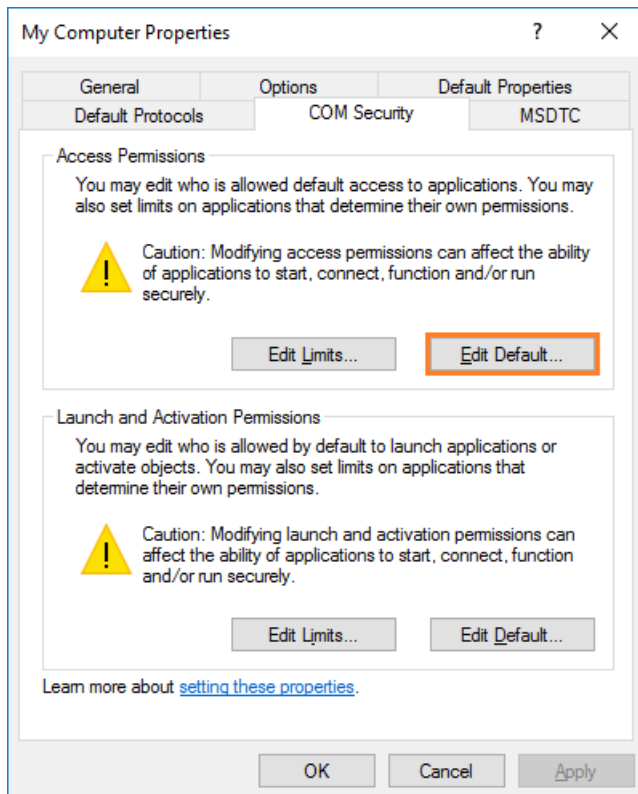 My Computer Properties
?
General Options Default Properties
Default Protocols COM Security MSDTC
Access Permissions
You may edit who is allowed default access to applications. You may
also set limits on applications that determine their own permissions.
Caution: Modifying access permissions can affect the ability
of applications to start, connect, function and/or run
securely.
Edit Limits... Edit Default...
Launch and Activation Permissions
You may edit who is allowed by default to launch applications or
activate objects. You may also set limits on applications that
determine their own permissions.
Caution: Modifying launch and activation permissions can
affect the ability of applications to start, connect, function
and/or run securely.
Edit Limits... Edit Default...
Learn more about setting these properties.
OK Cancel Apply